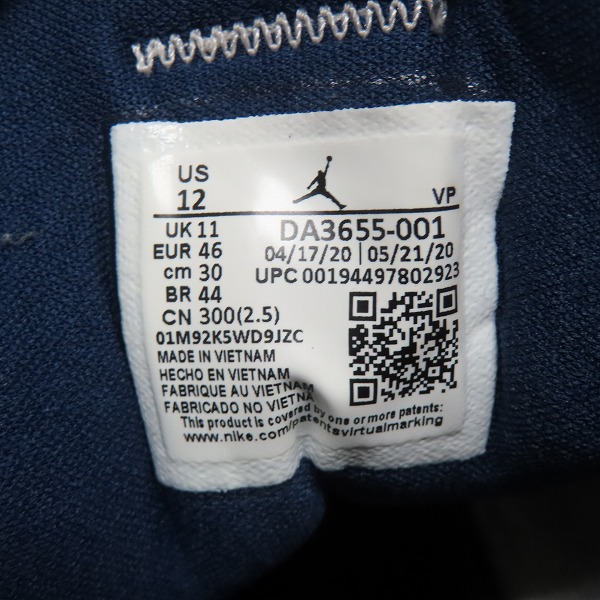 US
12
VP
UK 11
EUR 46
cm 30
BR 44
CN 300(2.5)
DA3655-001
04/17/20 | 05/21/20
UPC 00194497802923
01M92K5WD9JZC
MADE IN VIETNAM
HECHO EN VIETNAM
FABRIQUE AU VIETNAM
FABRICADO NO VIETNAM
This product is covered by one or more patents:
www.nike.com/patentsvirtualmarking